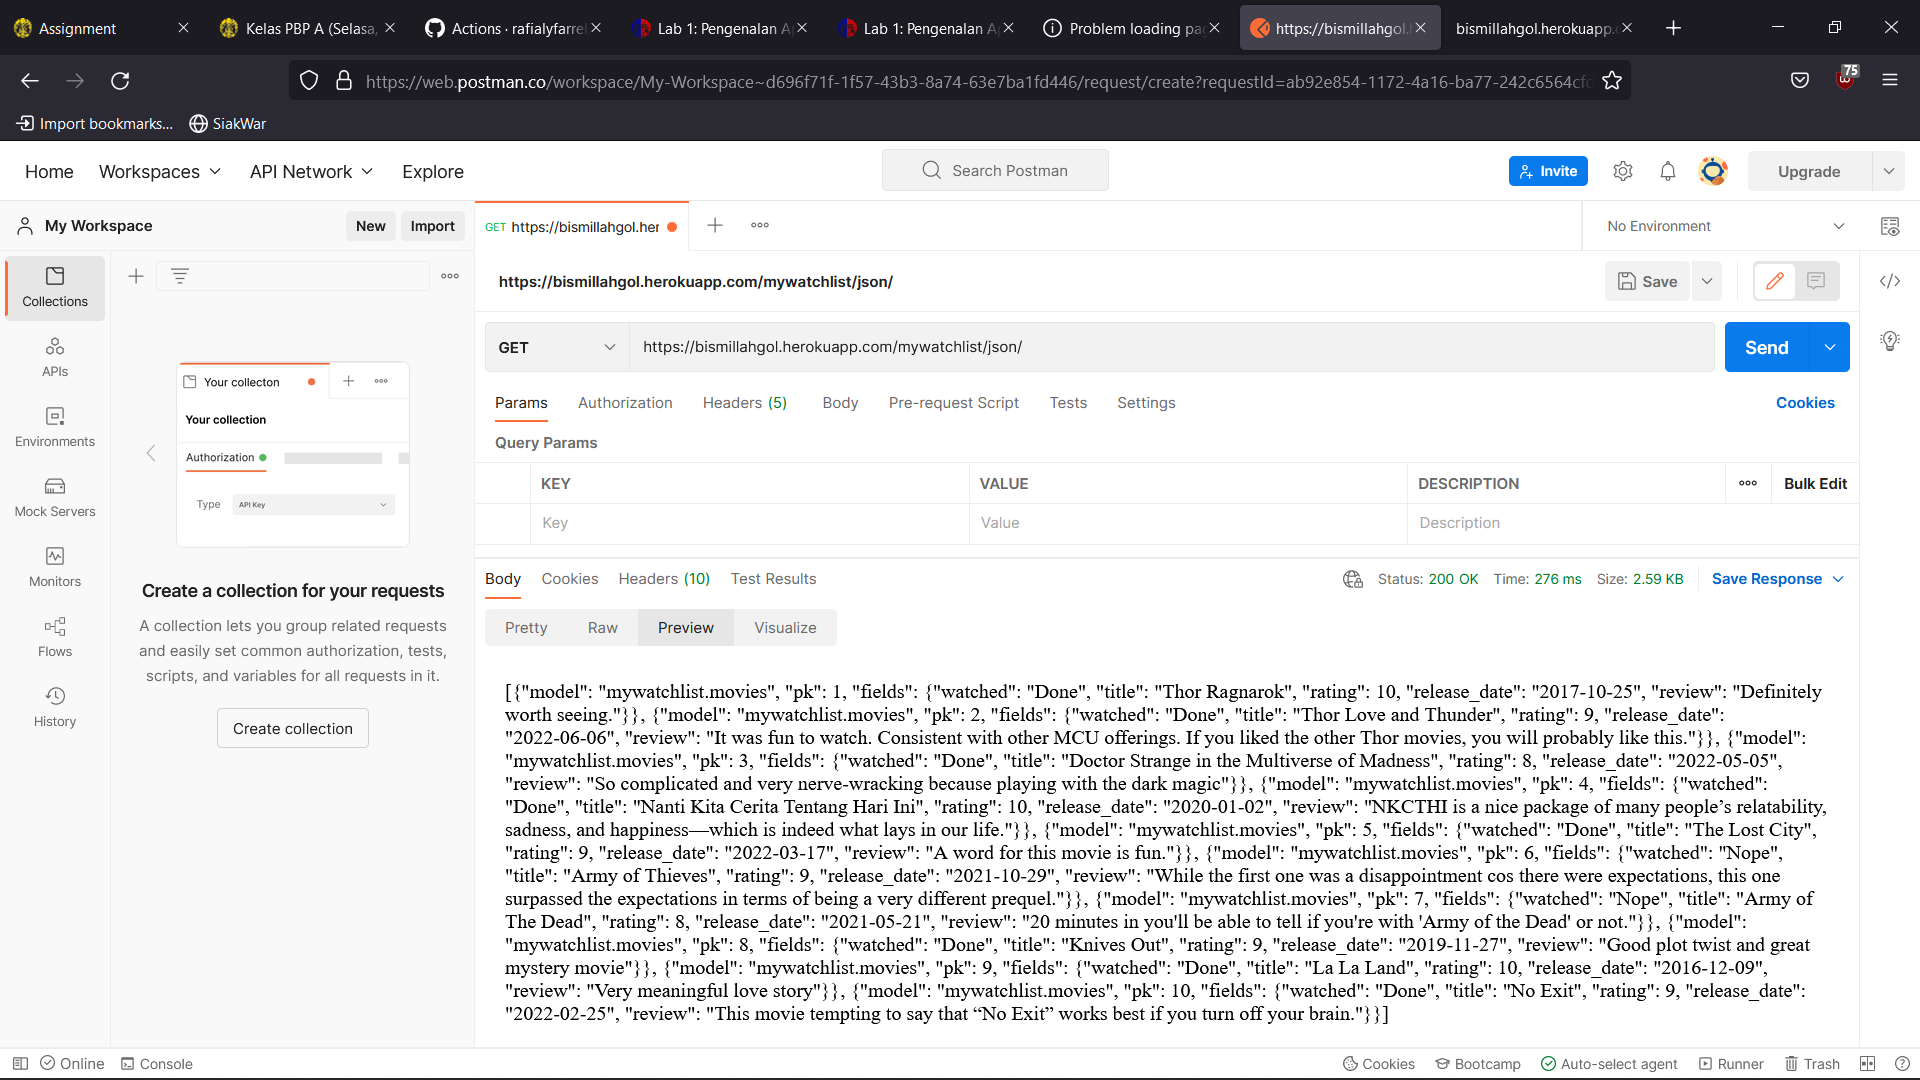 Assignment
Kelas PBP A (Selasa,
Actions · rafialyfarrel
Lab 1: Pengenalan Ap
Lab 1: Pengenalan Ap
Problem loading pag
https://bismillahgol.h
bismillahgol.herokuapp.c
https://web.postman.co/workspace/My-Workspace~d696f71f-1f57-43b3-8a74-63e7ba1fd446/request/create?requestId=ab92e854-1172-4a16-ba77-242c6564cfd
75
Import bookmarks...
SiakWar
Home
Workspaces
API Network
Explore
Search Postman
Invite
Upgrade
My Workspace
New
Import
GET https://bismillahgol.her
No Environment
Collections
APIs
Environments
Mock Servers
Monitors
Flows
History
Your collecton
Your collection
Authorization
Type
API Key
Create a collection for your requests
A collection lets you group related requests
and easily set common authorization, tests,
scripts, and variables for all requests in it.
Create collection
https://bismillahgol.herokuapp.com/mywatchlist/json/
Save
GET
https://bismillahgol.herokuapp.com/mywatchlist/json/
Send
Params
Authorization
Headers (5)
Body
Pre-request Script
Tests
Settings
Cookies
Query Params
KEY
VALUE
DESCRIPTION
Bulk Edit
Key
Value
Description
Body
Cookies
Headers (10)
Test Results
Status: 200 OK
Time: 276 ms
Size: 2.59 KB
Save Response
Pretty
Raw
Preview
Visualize
[{"model": "mywatchlist.movies", "pk": 1, "fields": {"watched": "Done", "title": "Thor Ragnarok", "rating": 10, "release_date": "2017-10-25", "review": "Definitely
worth seeing."}}, {"model": "mywatchlist.movies", "pk": 2, "fields": {"watched": "Done", "title": "Thor Love and Thunder", "rating": 9, "release_date":
"2022-06-06", "review": "It was fun to watch. Consistent with other MCU offerings. If you liked the other Thor movies, you will probably like this."}}, {"model":
"mywatchlist.movies", "pk": 3, "fields": {"watched": "Done", "title": "Doctor Strange in the Multiverse of Madness", "rating": 8, "release_date": "2022-05-05",
"review": "So complicated and very nerve-wracking because playing with the dark magic"}}, {"model": "mywatchlist.movies", "pk": 4, "fields": {"watched":
"Done", "title": "Nanti Kita Cerita Tentang Hari Ini", "rating": 10, "release_date": "2020-01-02", "review": "NKCTHI is a nice package of many people’s relatability,
sadness, and happiness—which is indeed what lays in our life."}}, {"model": "mywatchlist.movies", "pk": 5, "fields": {"watched": "Done", "title": "The Lost City",
"rating": 9, "release_date": "2022-03-17", "review": "A word for this movie is fun."}}, {"model": "mywatchlist.movies", "pk": 6, "fields": {"watched": "Nope",
"title": "Army of Thieves", "rating": 9, "release_date": "2021-10-29", "review": "While the first one was a disappointment cos there were expectations, this one
surpassed the expectations in terms of being a very different prequel."}}, {"model": "mywatchlist.movies", "pk": 7, "fields": {"watched": "Nope", "title": "Army of
The Dead", "rating": 8, "release_date": "2021-05-21", "review": "20 minutes in you'll be able to tell if you're with 'Army of the Dead' or not."}}, {"model":
"mywatchlist.movies", "pk": 8, "fields": {"watched": "Done", "title": "Knives Out", "rating": 9, "release_date": "2019-11-27", "review": "Good plot twist and great
mystery movie"}}, {"model": "mywatchlist.movies", "pk": 9, "fields": {"watched": "Done", "title": "La La Land", "rating": 10, "release_date": "2016-12-09",
"review": "Very meaningful love story"}}, {"model": "mywatchlist.movies", "pk": 10, "fields": {"watched": "Done", "title": "No Exit", "rating": 9, "release_date":
"2022-02-25", "review": "This movie tempting to say that “No Exit” works best if you turn off your brain."}}]
Online
Console
Cookies
Bootcamp
Auto-select agent
Runner
Trash